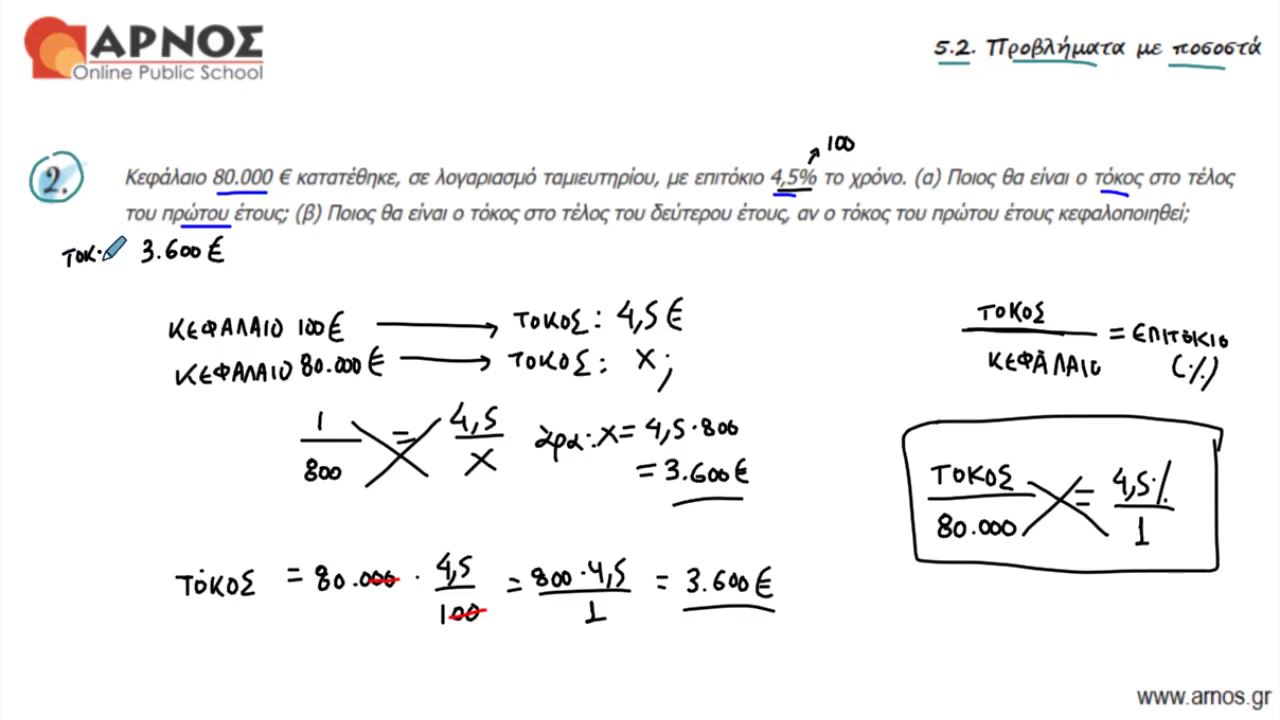 ΑΡΝΟΣ
Online Public School
5.2. Προβλήματα με ποσοστά
100
2. Κεφάλαιο 80.000 € κατατέθηκε, σε λογαριασμό ταμιευτηρίου, με επιτόκιο 4,5% το χρόνο. (α) Ποιος θα είναι ο τόκος στο τέλος
του πρώτου έτους; (β) Ποιος θα είναι ο τόκος στο τέλος του δεύτερου έτους, αν ο τόκος του πρώτου έτους κεφαλοποιηθεί;
ΤΟΚ. 3.600 €
ΚΕΦΑΛΑΙΟ 100 € ΤΟΚΟΣ: 4,5 €
ΚΕΦΑΛΑΙΟ 80.000 € ΤΟΚΟΣ: X;
ΤΟΚΟΣ / ΚΕΦΑΛΑΙΟ = ΕΠΙΤΟΚΙΟ (%)
1 / 800 = 4,5 / X άρα: X = 4,5 · 800
= 3.600 €
ΤΟΚΟΣ / 80.000 = 4,5% / 1
ΤΟΚΟΣ = 80.000 · 4,5 / 100 = 800 · 4,5 / 1 = 3.600 €
www.arnos.gr